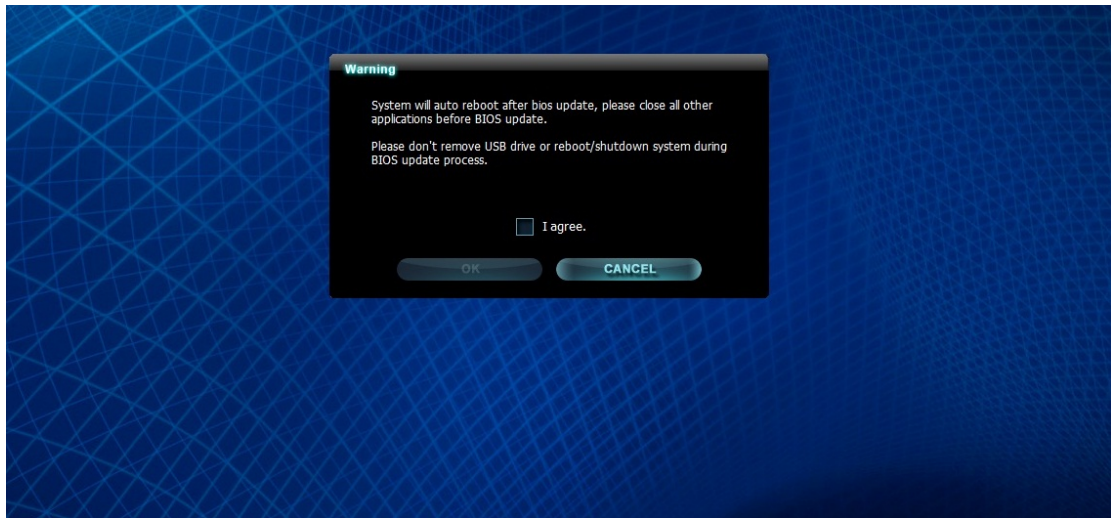 Warning
System will auto reboot after bios update, please close all other
applications before BIOS update.
Please don't remove USB drive or reboot/shutdown system during
BIOS update process.
I agree.
OK
CANCEL